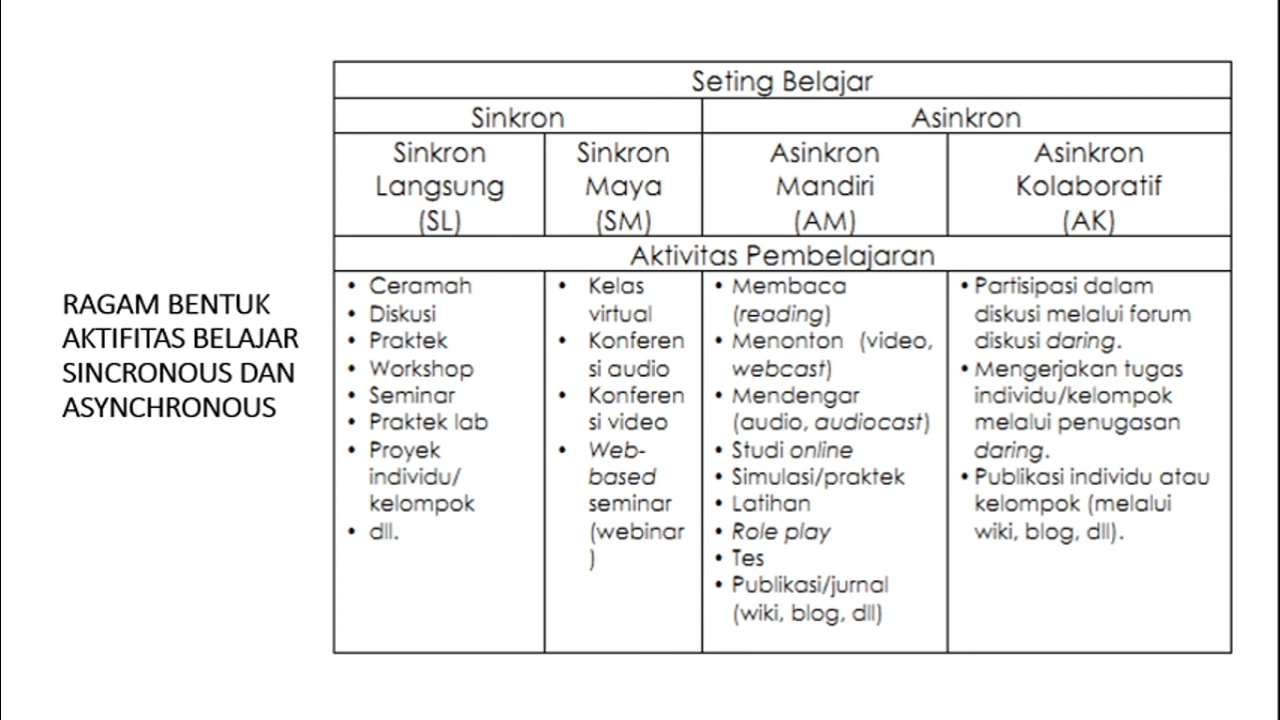 RAGAM BENTUK
AKTIFITAS BELAJAR
SINCRONOUS DAN
ASYNCHRONOUS
Seting Belajar
Sinkron
Asinkron
Sinkron
Langsung
(SL)
Sinkron
Maya
(SM)
Asinkron
Mandiri
(AM)
Asinkron
Kolaboratif
(AK)
Aktivitas Pembelajaran
• Ceramah
• Diskusi
• Praktek
• Workshop
• Seminar
• Praktek lab
• Proyek
individu/
kelompok
• dll.
• Kelas
virtual
• Konferen
si audio
• Konferen
si video
• Web-
based
seminar
(webinar
)
• Membaca
(reading)
• Menonton (video,
webcast)
• Mendengar
(audio, audiocast)
• Studi online
• Simulasi/praktek
• Latihan
• Role play
• Tes
• Publikasi/jurnal
(wiki, blog, dll)
• Partisipasi dalam
diskusi melalui forum
diskusi daring.
• Mengerjakan tugas
individu/kelompok
melalui penugasan
daring.
• Publikasi individu atau
kelompok (melalui
wiki, blog, dll).